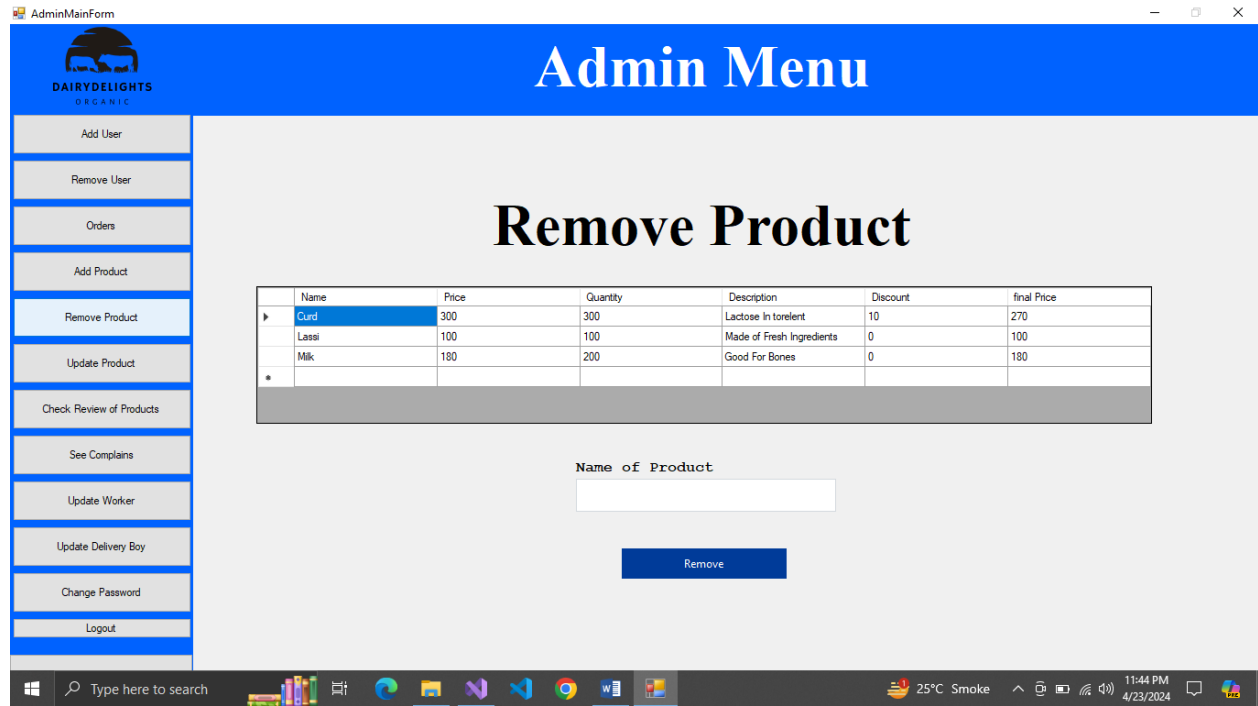 AdminMainForm
DAIRYDELIGHTS
ORGANIC
Admin Menu
Add User
Remove User
Orders
Add Product
Remove Product
Update Product
Check Review of Products
See Complains
Update Worker
Update Delivery Boy
Change Password
Logout
Remove Product
Name Price Quantity Description Discount final Price
Curd 300 300 Lactose In torelent 10 270
Lassi 100 100 Made of Fresh Ingredients 0 100
Milk 180 200 Good For Bones 0 180
Name of Product
Remove
Type here to search
25°C Smoke
11:44 PM
4/23/2024